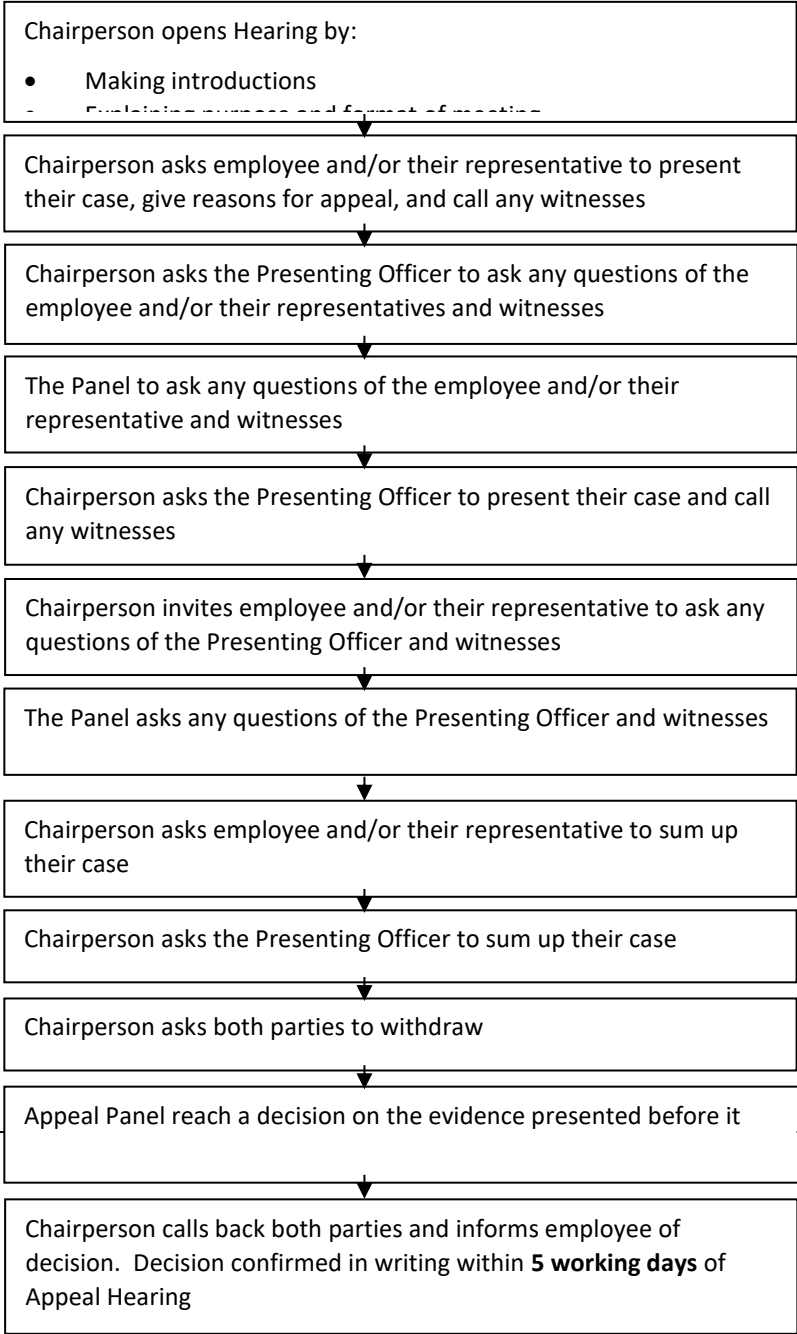 Chairperson opens Hearing by:
• Making introductions
• Explaining purpose and format of meeting
Chairperson asks employee and/or their representative to present
their case, give reasons for appeal, and call any witnesses
Chairperson asks the Presenting Officer to ask any questions of the
employee and/or their representatives and witnesses
The Panel to ask any questions of the employee and/or their
representative and witnesses
Chairperson asks the Presenting Officer to present their case and call
any witnesses
Chairperson invites employee and/or their representative to ask any
questions of the Presenting Officer and witnesses
The Panel asks any questions of the Presenting Officer and witnesses
Chairperson asks employee and/or their representative to sum up
their case
Chairperson asks the Presenting Officer to sum up their case
Chairperson asks both parties to withdraw
Appeal Panel reach a decision on the evidence presented before it
Chairperson calls back both parties and informs employee of
decision. Decision confirmed in writing within 5 working days of
Appeal Hearing